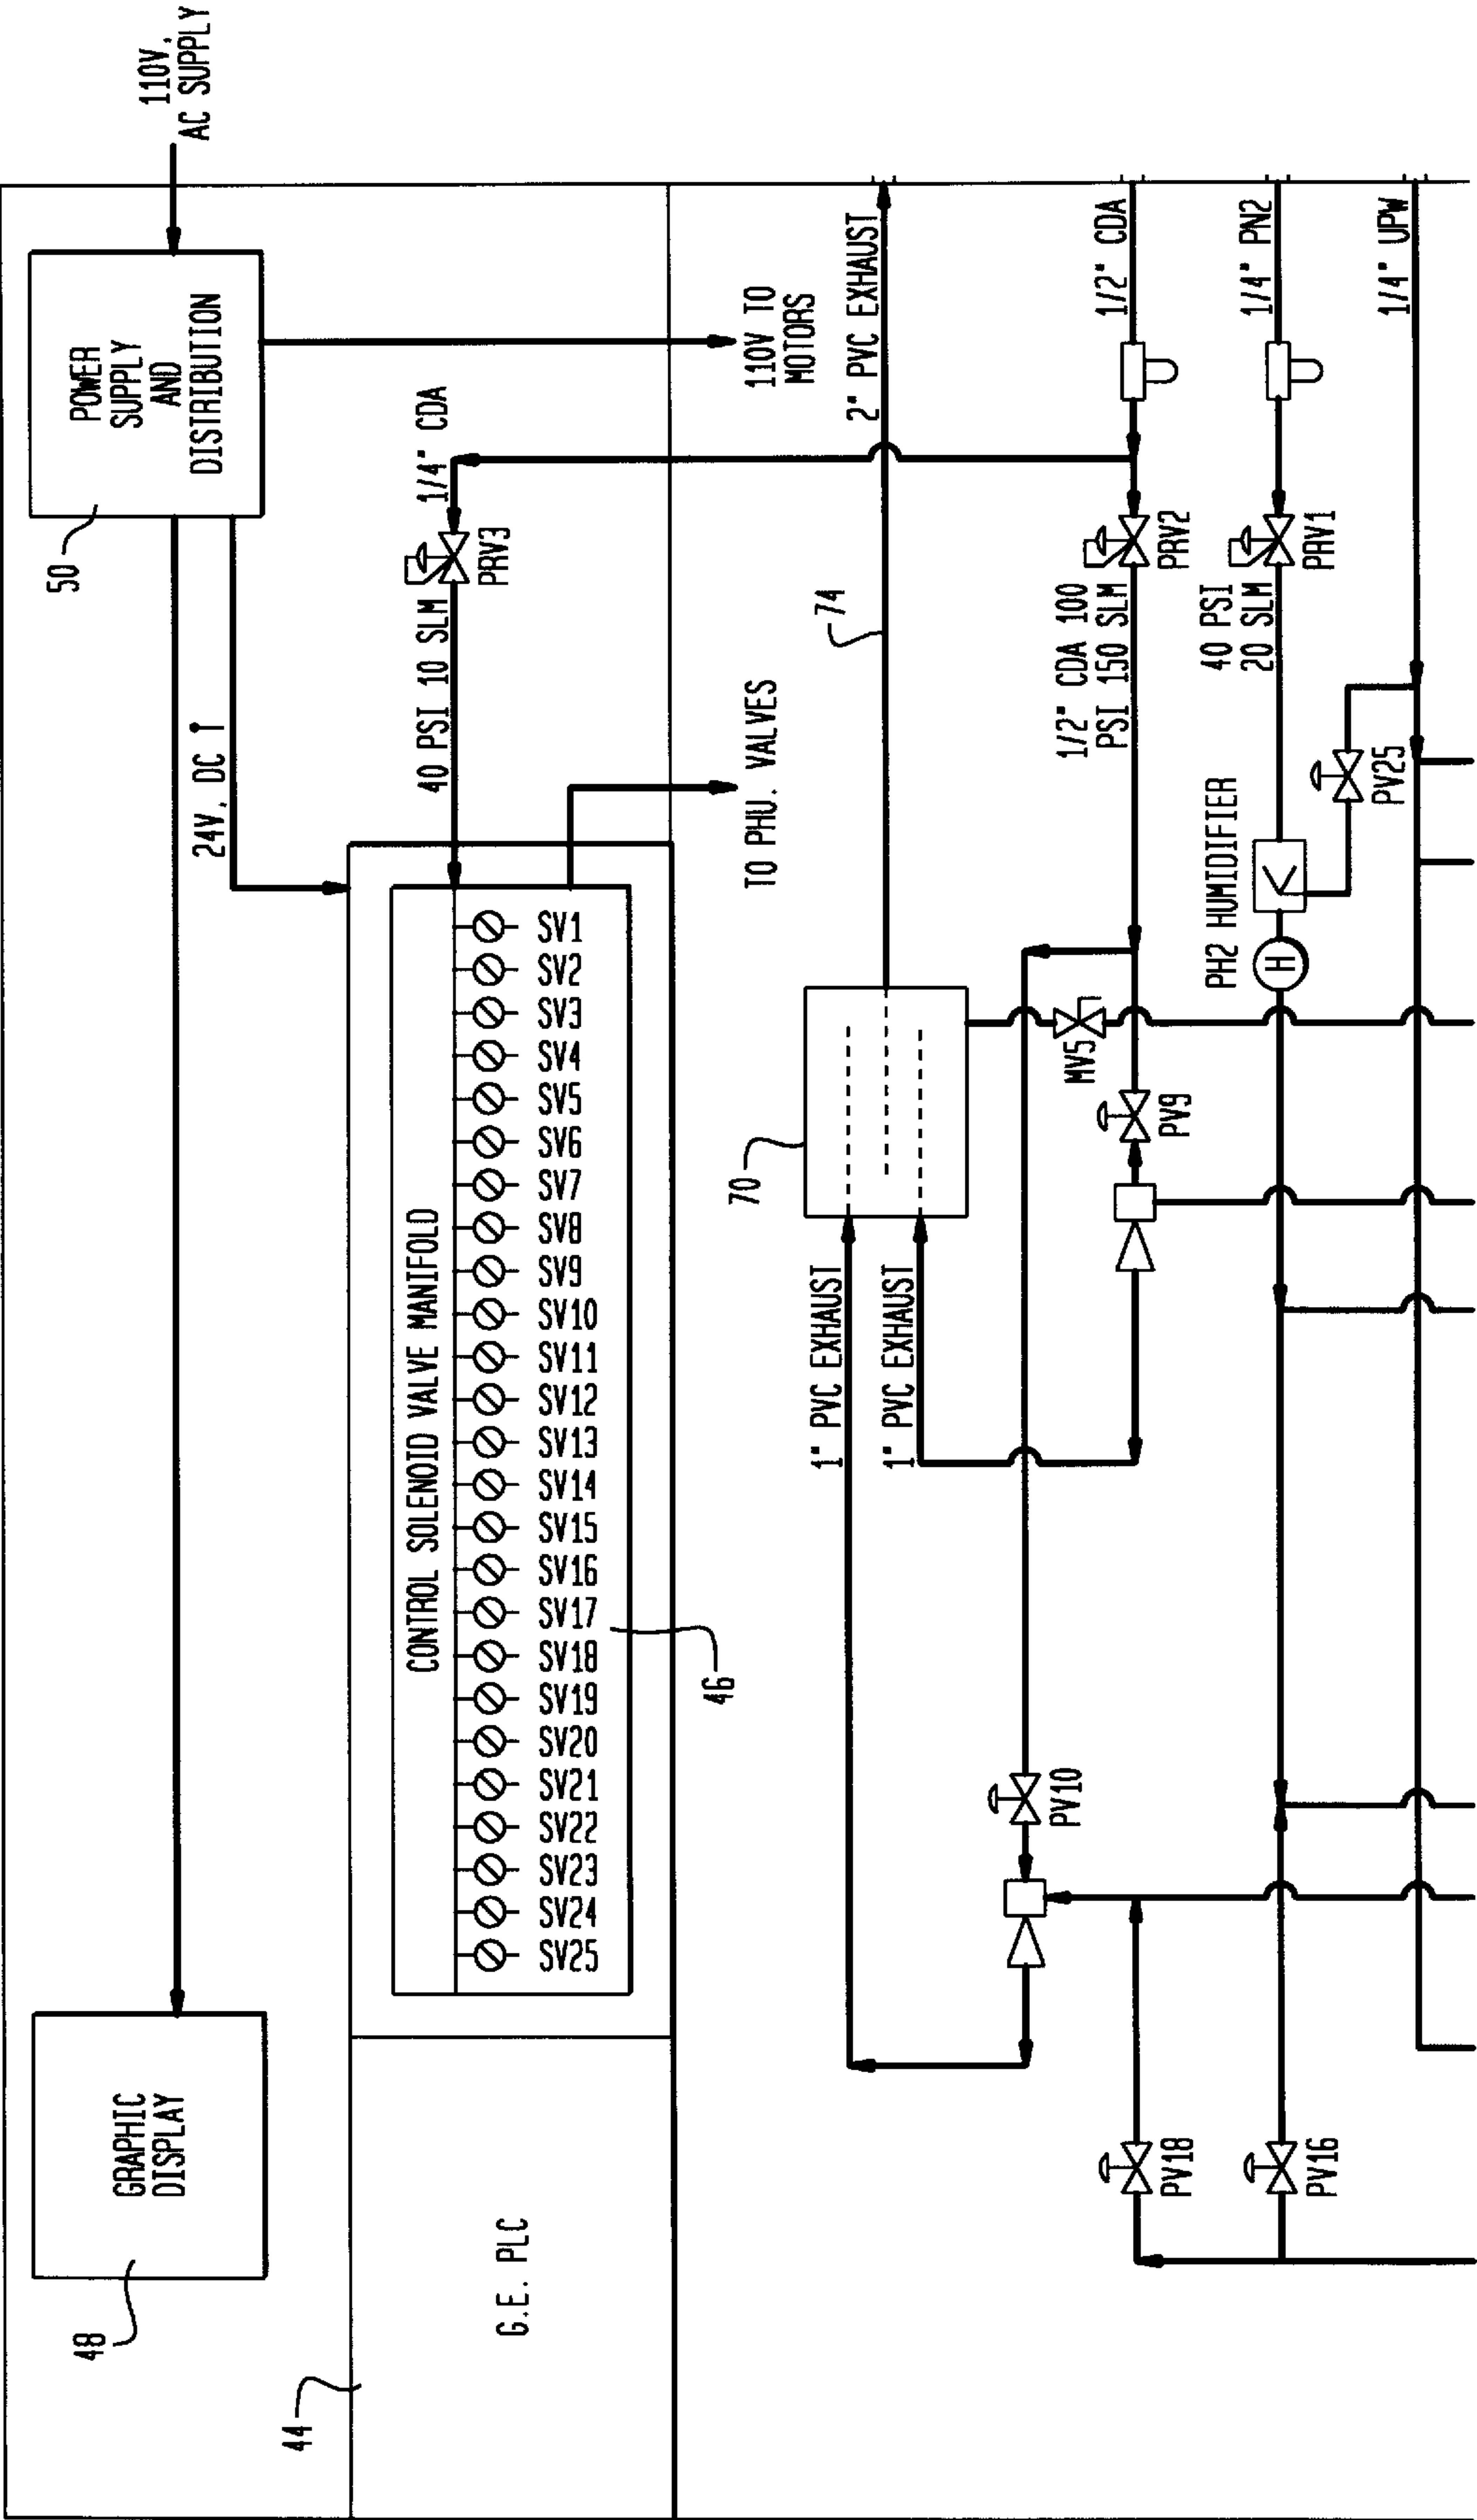 48
GRAPHIC
DISPLAY
50
POWER
SUPPLY
AND
DISTRIBUTION
110V,
AC SUPPLY
24V, DC
110V TO
MOTORS
44
G.E. PLC
CONTROL SOLENOID VALVE MANIFOLD
SV25
SV24
SV23
SV22
SV21
SV20
SV19
SV18
SV17
SV16
SV15
SV14
SV13
SV12
SV11
SV10
SV9
SV8
SV7
SV6
SV5
SV4
SV3
SV2
SV1
46
40 PSI 10 SLM
PRV3
1/4" CDA
TO PHU. VALVES
70
74
1" PVC EXHAUST
1" PVC EXHAUST
2" PVC EXHAUST
PV10
MV5
PV18
PV9
1/2" CDA 100
PSI 150 SLM
PRV2
1/2" CDA
PV16
PH2 HUMIDIFIER
H
40 PSI
20 SLM
PRV1
1/4" PN2
PV25
1/4" UPW